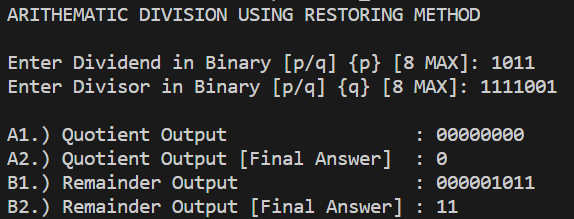 ARITHEMATIC DIVISION USING RESTORING METHOD
Enter Dividend in Binary [p/q] {p} [8 MAX]: 1011
Enter Divisor in Binary [p/q] {q} [8 MAX]: 1111001
A1.) Quotient Output : 00000000
A2.) Quotient Output [Final Answer] : 0
B1.) Remainder Output : 000001011
B2.) Remainder Output [Final Answer] : 11